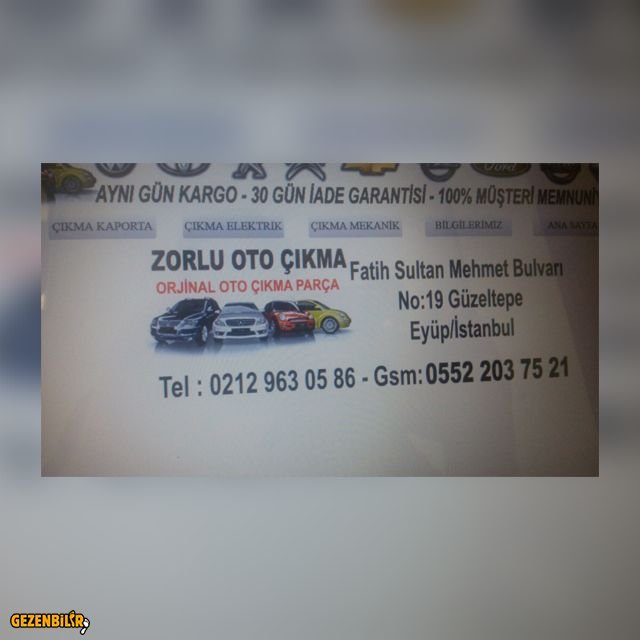 AYNI GÜN KARGO - 30 GÜN İADE GARANTİSİ - 100% MÜŞTERİ
ÇIKMA KAPORTA ÇIKMA ELEKTRİK ÇIKMA MEKANİK BİLGİLERİMİZ ANA SAYFA
ZORLU OTO ÇIKMA
ORJİNAL OTO ÇIKMA PARÇA
Fatih Sultan Mehmet Bulvarı
No:19 Güzeltepe
Eyüp/İstanbul
Tel : 0212 963 05 86 - Gsm: 0552 203 75 21
GEZENBİLİR